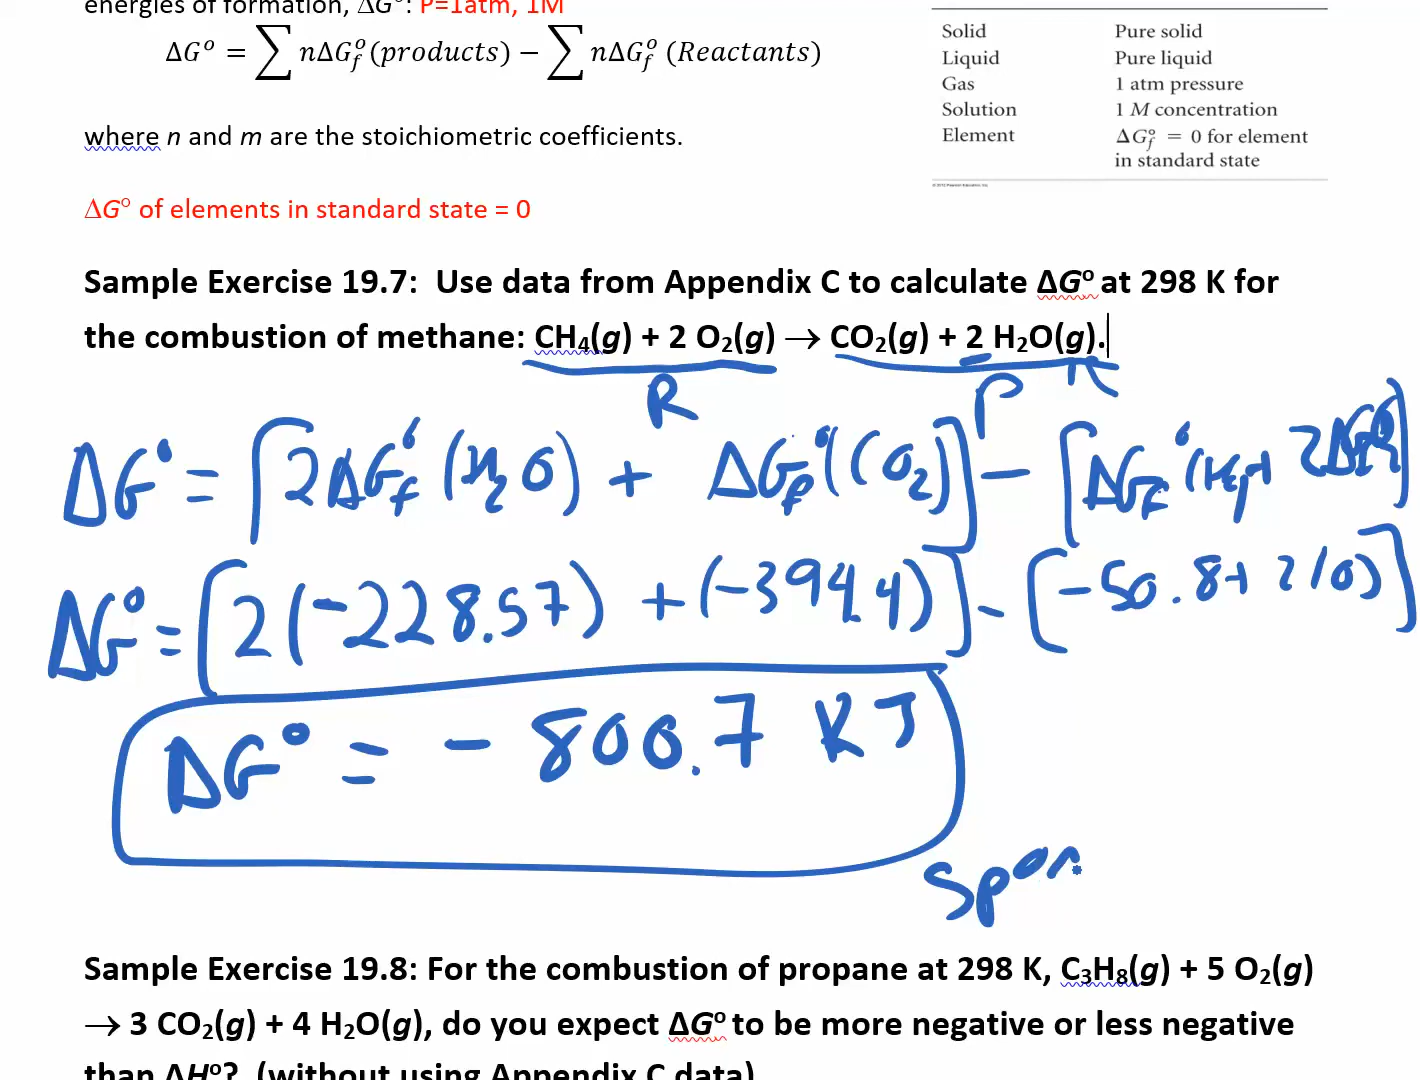 energies of formation, ΔG°: P=1atm, 1M
ΔG° = ∑ nΔG°f (products) − ∑ nΔG°f (Reactants)
where n and m are the stoichiometric coefficients.
ΔG° of elements in standard state = 0
Solid Pure solid
Liquid Pure liquid
Gas 1 atm pressure
Solution 1 M concentration
Element ΔG°f = 0 for element
in standard state
Sample Exercise 19.7: Use data from Appendix C to calculate ΔG° at 298 K for
the combustion of methane: CH₄(g) + 2 O₂(g) → CO₂(g) + 2 H₂O(g).
R P
ΔG° = [2ΔGf° (H₂O) + ΔGf° (CO₂)] − [ΔGf° + 2ΔGf°]
ΔG° = [2(-228.57) + (-394.4)] - [-50.8 + 2(0)]
ΔG° = - 800.7 KJ
Spon
Sample Exercise 19.8: For the combustion of propane at 298 K, C₃H₈(g) + 5 O₂(g)
→ 3 CO₂(g) + 4 H₂O(g), do you expect ΔG° to be more negative or less negative
than ΔH°? (without using Appendix C data)